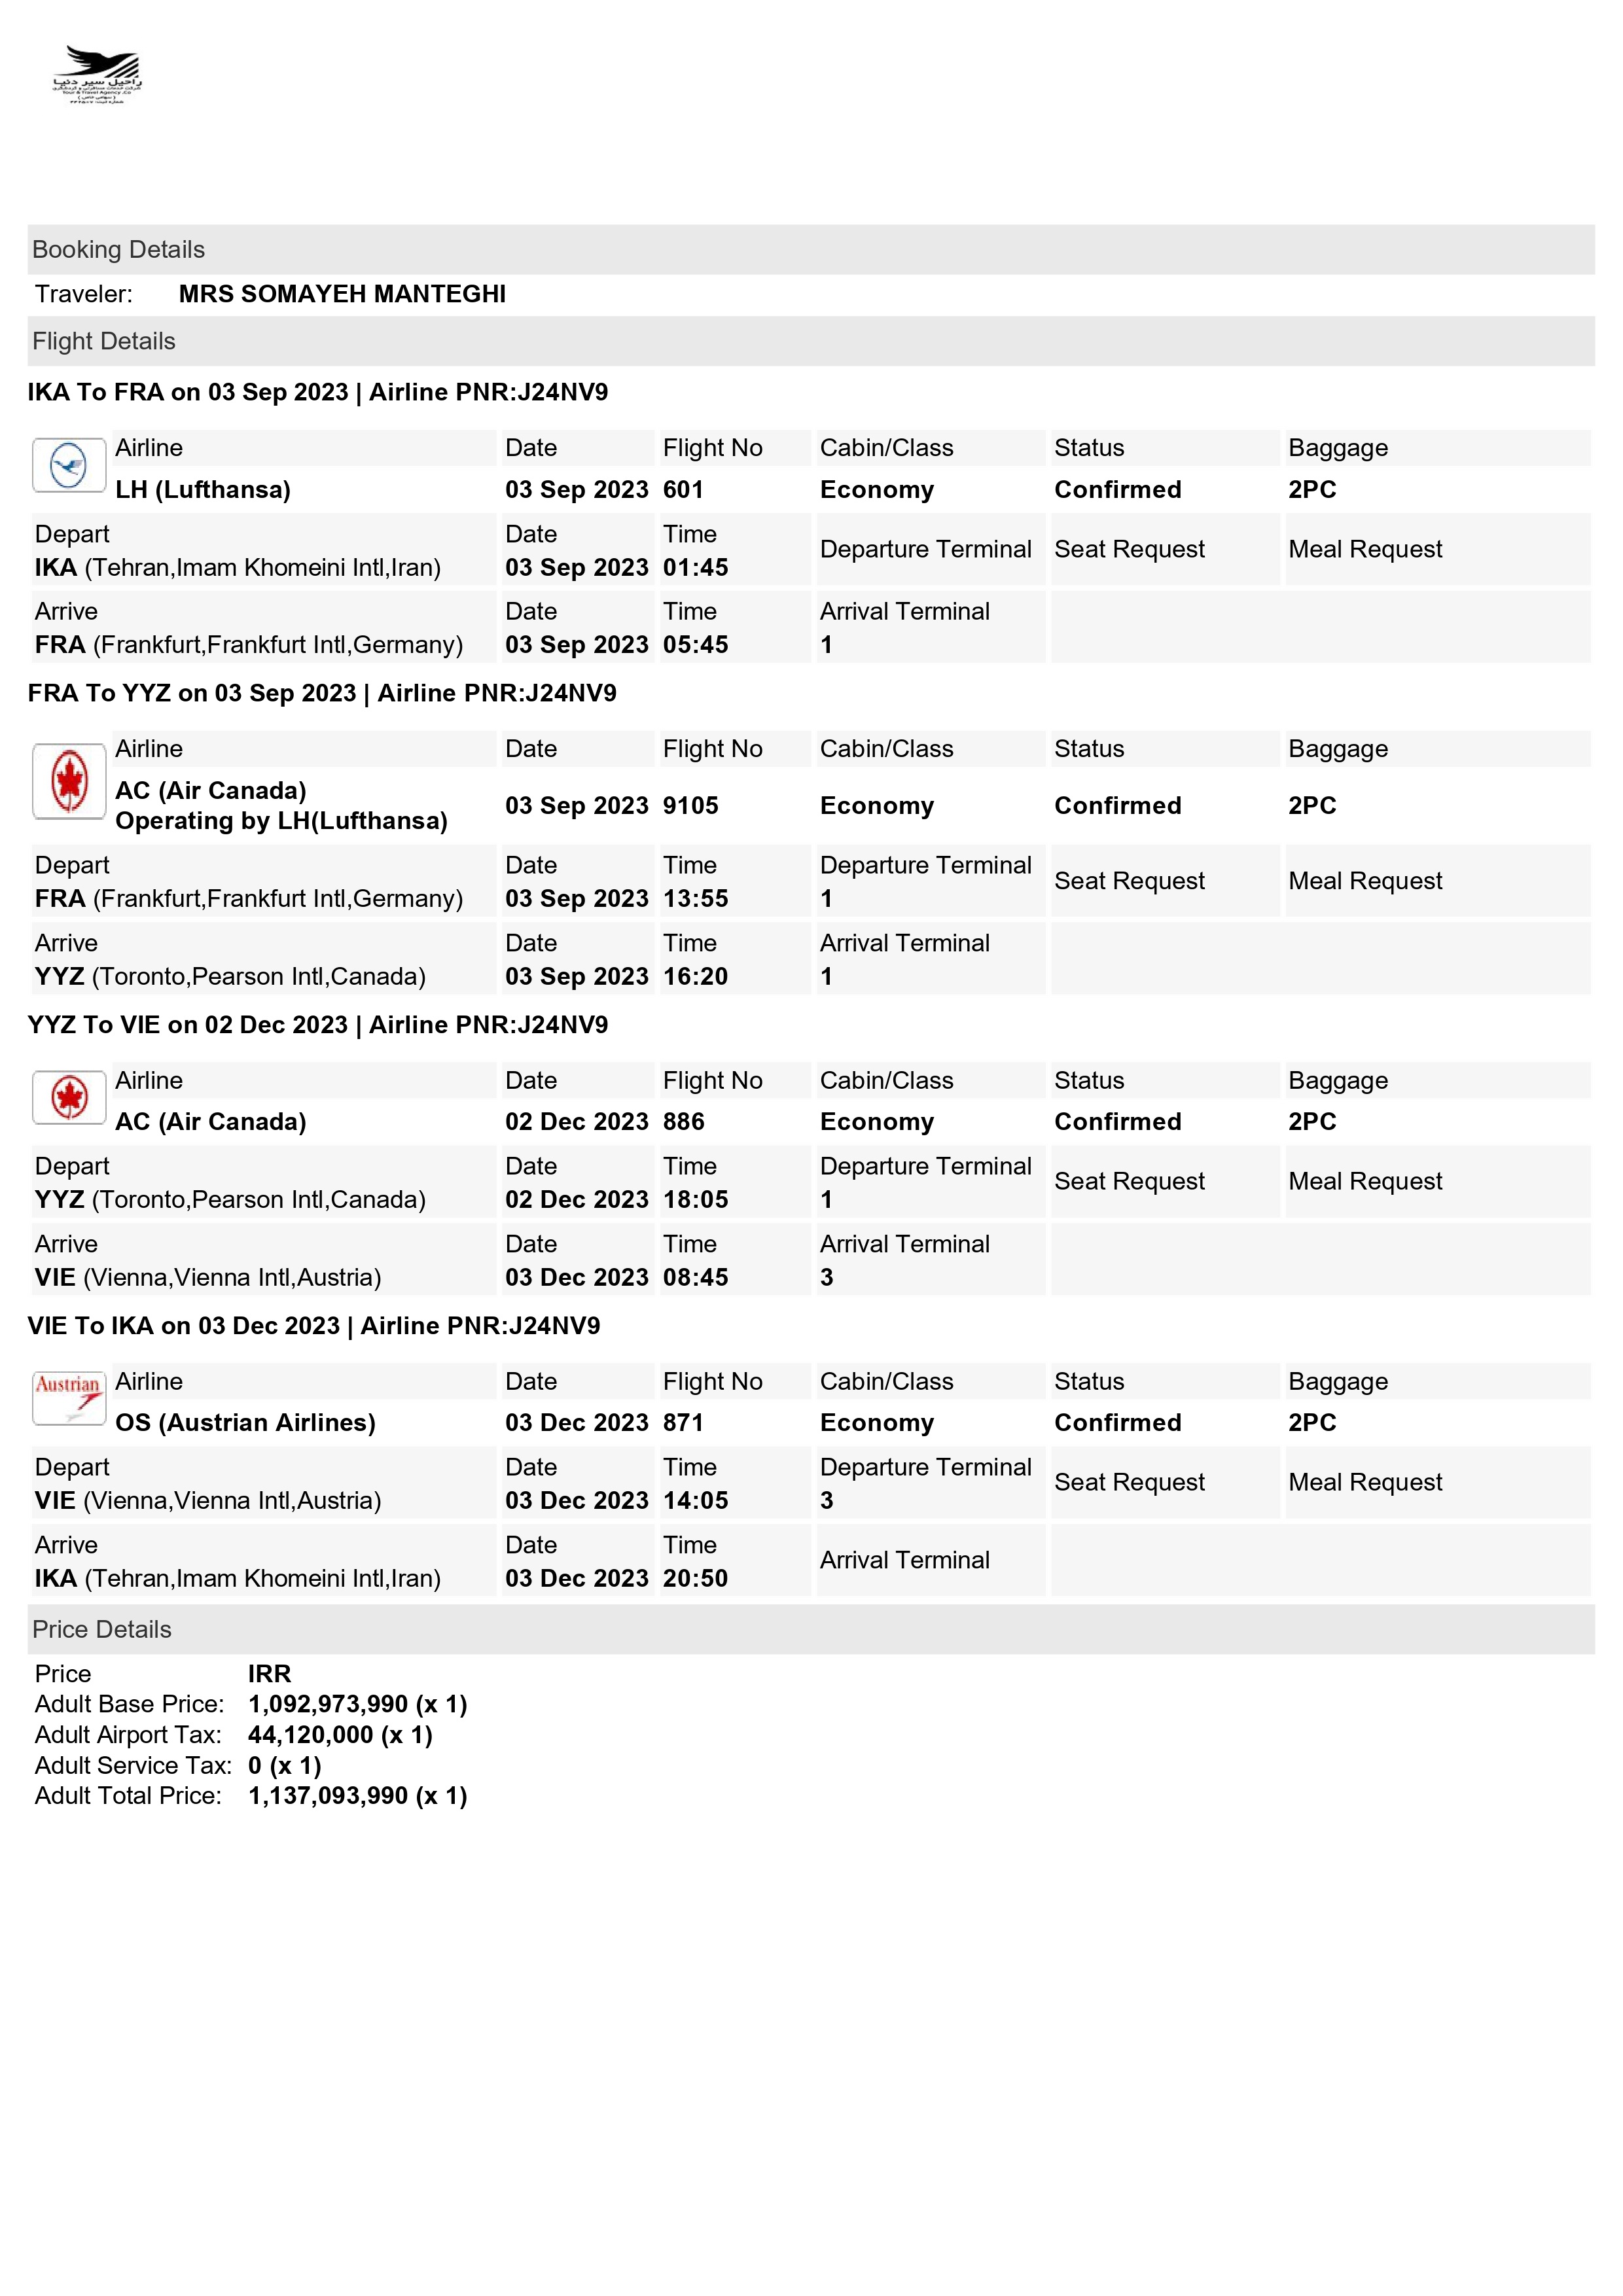 راحیل سیر دنیا
شرکت خدمات مسافرتی و گردشگری
Tour & Travel Agency .Co
( سهامی خاص )
Booking Details
Traveler: MRS SOMAYEH MANTEGHI
Flight Details
IKA To FRA on 03 Sep 2023 | Airline PNR:J24NV9
Airline Date Flight No Cabin/Class Status Baggage
LH (Lufthansa) 03 Sep 2023 601 Economy Confirmed 2PC
Depart Date Time Departure Terminal Seat Request Meal Request
IKA (Tehran,Imam Khomeini Intl,Iran) 03 Sep 2023 01:45
Arrive Date Time Arrival Terminal
FRA (Frankfurt,Frankfurt Intl,Germany) 03 Sep 2023 05:45 1
FRA To YYZ on 03 Sep 2023 | Airline PNR:J24NV9
Airline Date Flight No Cabin/Class Status Baggage
AC (Air Canada)
Operating by LH(Lufthansa) 03 Sep 2023 9105 Economy Confirmed 2PC
Depart Date Time Departure Terminal Seat Request Meal Request
FRA (Frankfurt,Frankfurt Intl,Germany) 03 Sep 2023 13:55 1
Arrive Date Time Arrival Terminal
YYZ (Toronto,Pearson Intl,Canada) 03 Sep 2023 16:20 1
YYZ To VIE on 02 Dec 2023 | Airline PNR:J24NV9
Airline Date Flight No Cabin/Class Status Baggage
AC (Air Canada) 02 Dec 2023 886 Economy Confirmed 2PC
Depart Date Time Departure Terminal Seat Request Meal Request
YYZ (Toronto,Pearson Intl,Canada) 02 Dec 2023 18:05 1
Arrive Date Time Arrival Terminal
VIE (Vienna,Vienna Intl,Austria) 03 Dec 2023 08:45 3
VIE To IKA on 03 Dec 2023 | Airline PNR:J24NV9
Austrian Airline Date Flight No Cabin/Class Status Baggage
OS (Austrian Airlines) 03 Dec 2023 871 Economy Confirmed 2PC
Depart Date Time Departure Terminal Seat Request Meal Request
VIE (Vienna,Vienna Intl,Austria) 03 Dec 2023 14:05 3
Arrive Date Time Arrival Terminal
IKA (Tehran,Imam Khomeini Intl,Iran) 03 Dec 2023 20:50
Price Details
Price IRR
Adult Base Price: 1,092,973,990 (x 1)
Adult Airport Tax: 44,120,000 (x 1)
Adult Service Tax: 0 (x 1)
Adult Total Price: 1,137,093,990 (x 1)